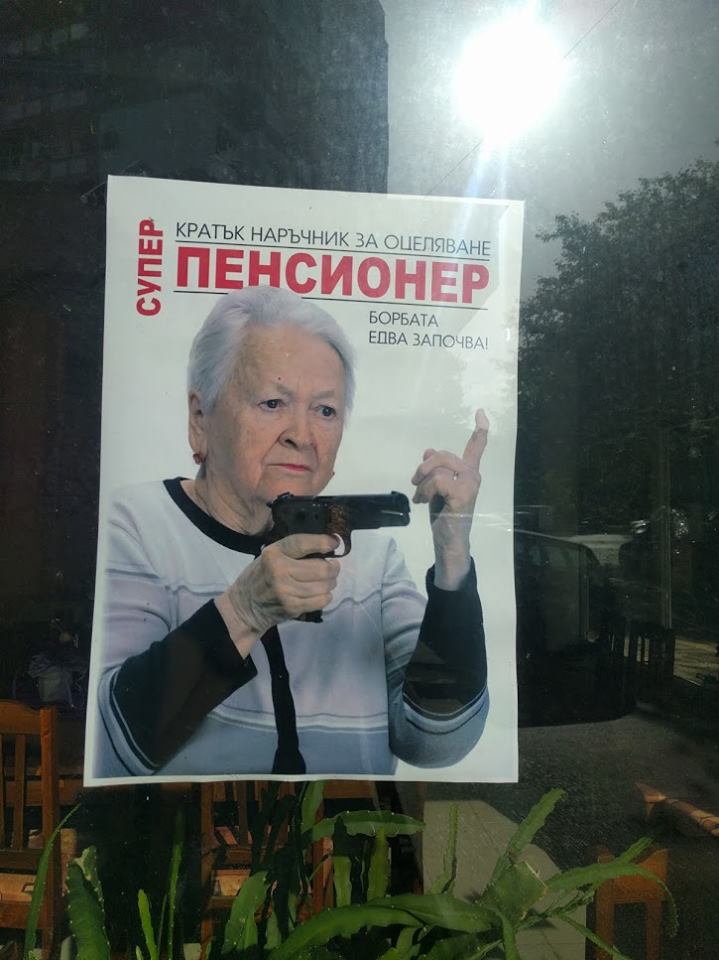 КРАТЪК НАРЪЧНИК ЗА ОЦЕЛЯВАНЕ
СУПЕР
ПЕНСИОНЕР
БОРБАТА
ЕДВА ЗАПОЧВА!